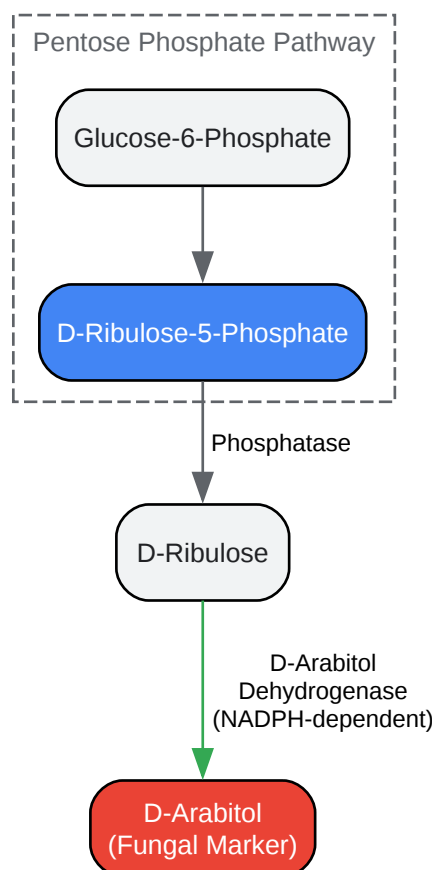 Pentose Phosphate Pathway
Glucose-6-Phosphate
D-Ribulose-5-Phosphate
Phosphatase
D-Ribulose
D-Arabitol
Dehydrogenase
(NADPH-dependent)
D-Arabitol
(Fungal Marker)